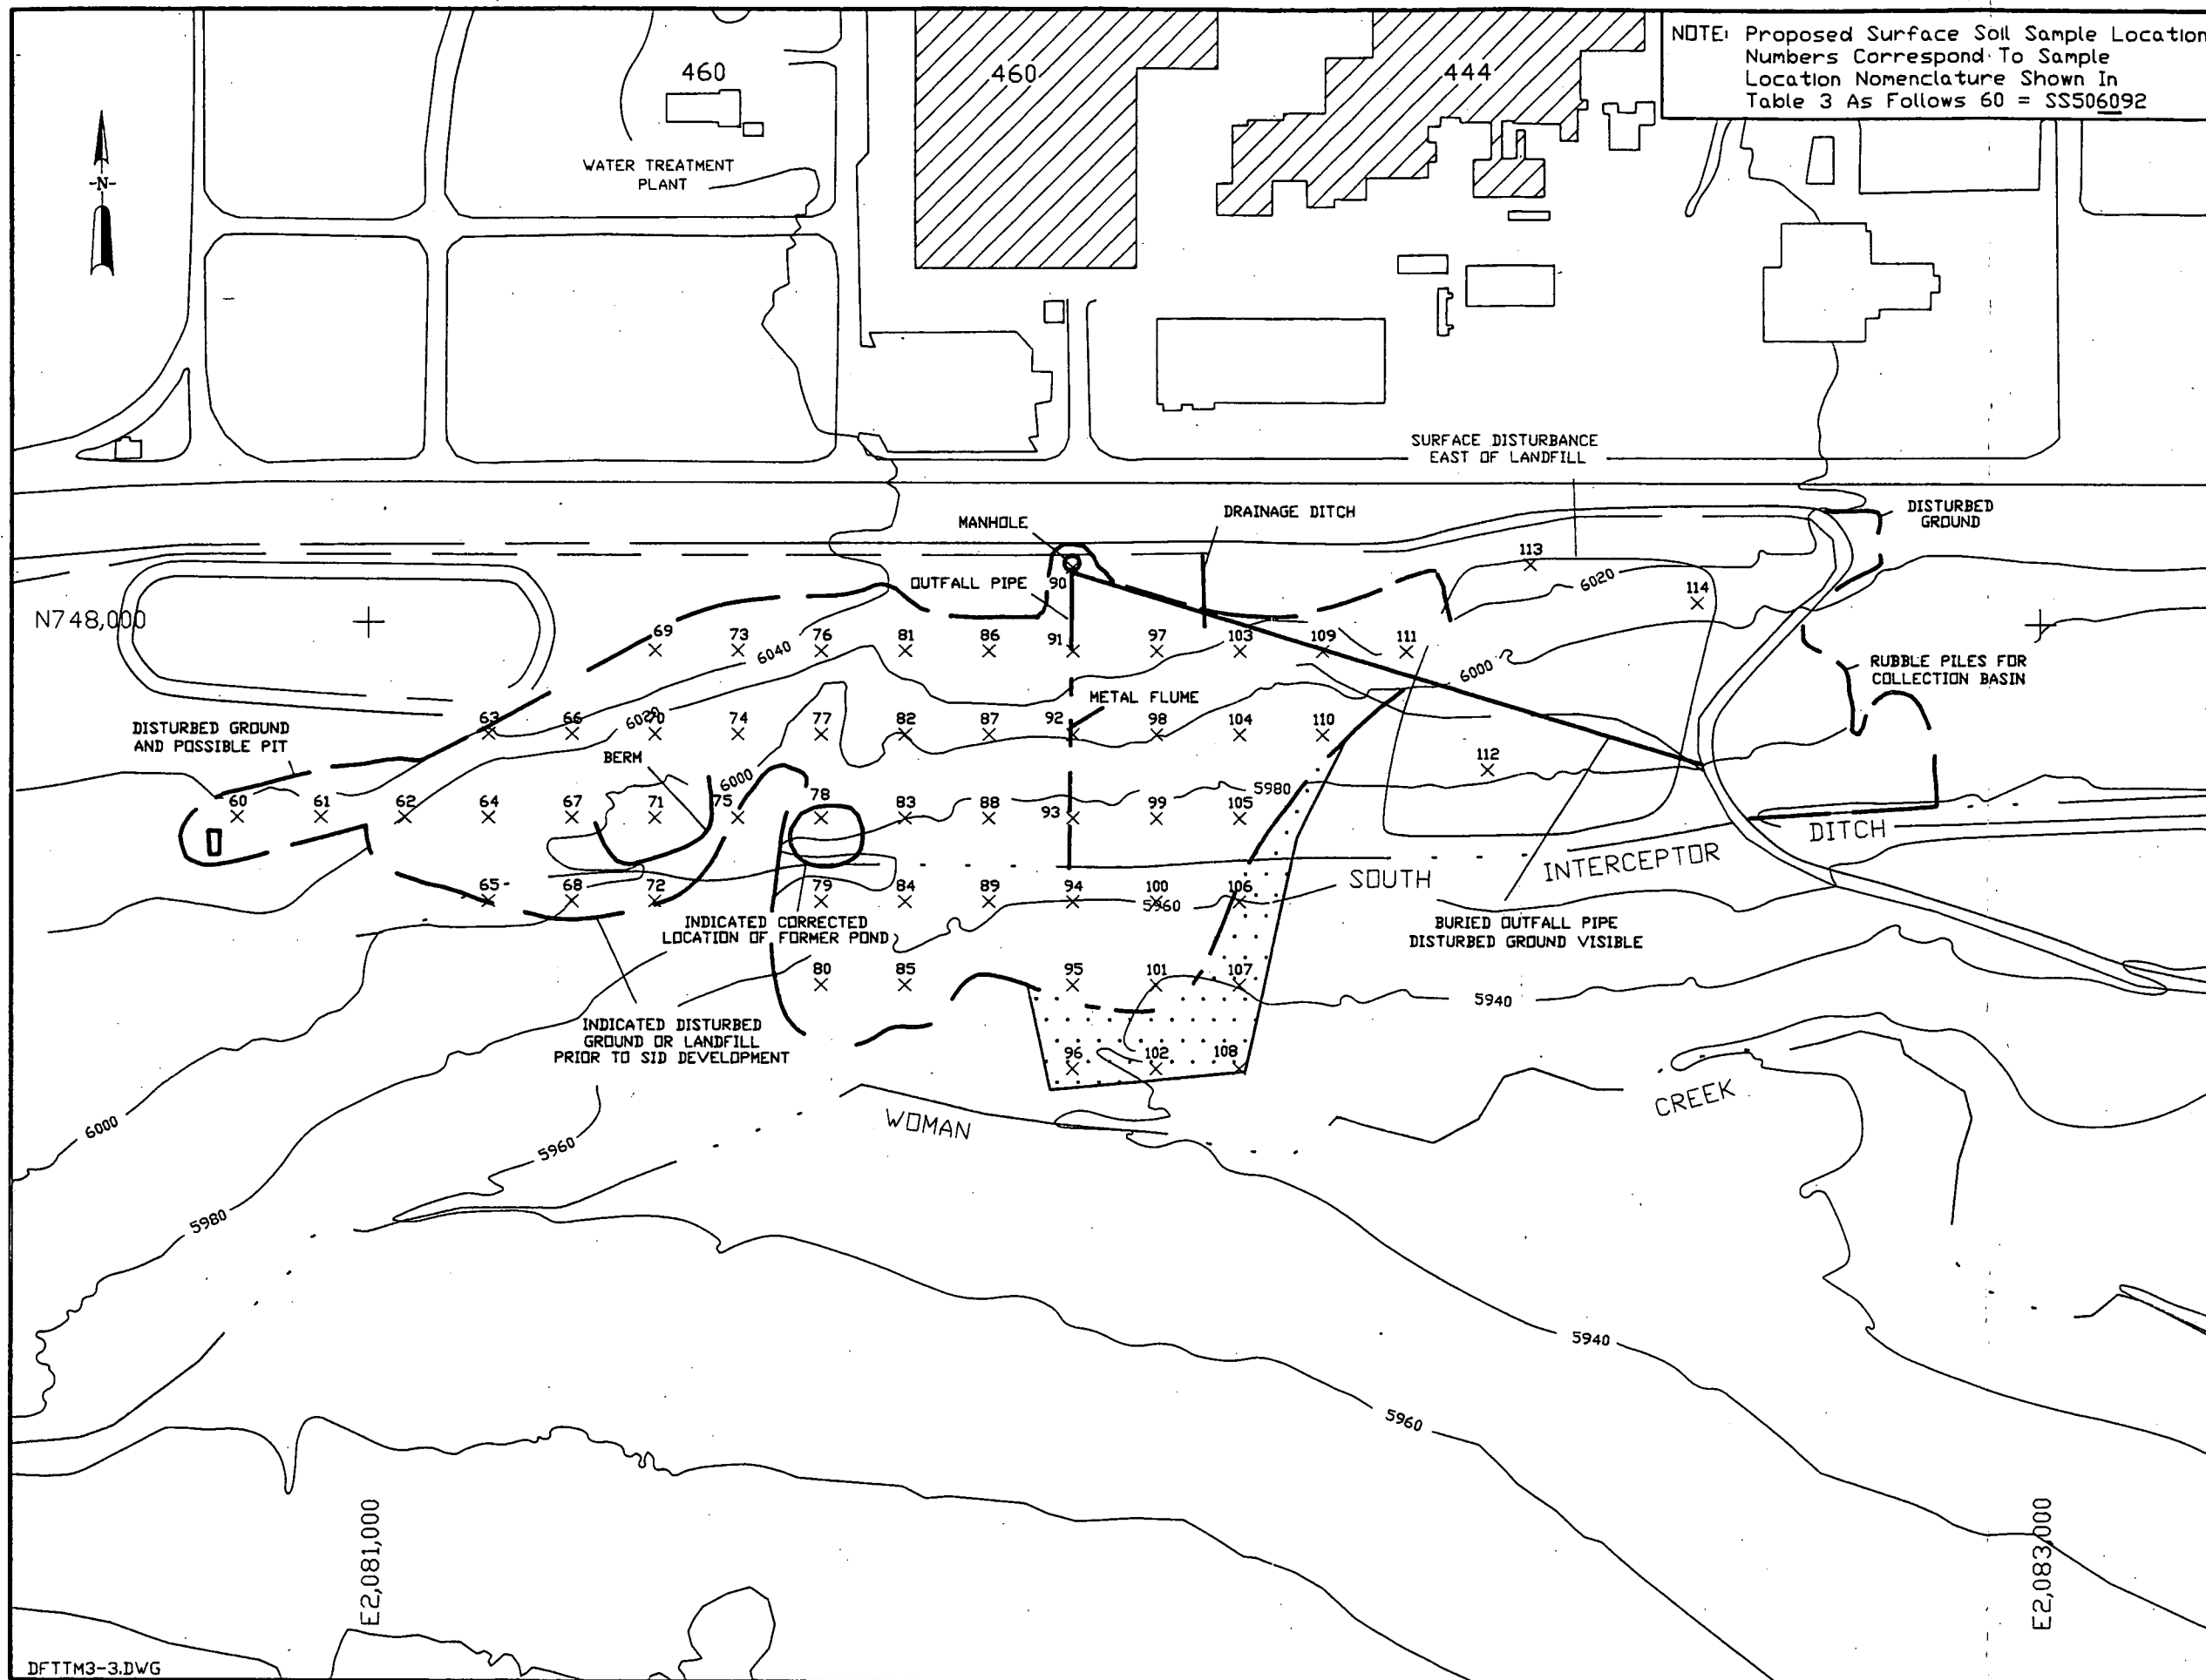 NOTE: Proposed Surface Soil Sample Location
Numbers Correspond To Sample
Location Nomenclature Shown In
Table 3 As Follows 60 = SS506092
460
460
444
-N-
WATER TREATMENT
PLANT
SURFACE DISTURBANCE
EAST OF LANDFILL
MANHOLE
DRAINAGE DITCH
DISTURBED
GROUND
OUTFALL PIPE
90
113
6020
114
N748,000
69
73
76
81
86
91
97
103
109
111
6040
6000
RUBBLE PILES FOR
COLLECTION BASIN
METAL FLUME
DISTURBED GROUND
AND POSSIBLE PIT
63
66
70
74
77
82
87
92
98
104
110
6020
BERM
6000
112
5980
60
61
62
64
67
71
75
78
83
88
93
99
105
DITCH
INTERCEPTOR
SOUTH
65
68
72
79
84
89
94
100
106
5960
INDICATED CORRECTED
LOCATION OF FORMER POND
BURIED OUTFALL PIPE
DISTURBED GROUND VISIBLE
80
85
95
101
107
5940
INDICATED DISTURBED
GROUND OR LANDFILL
PRIOR TO SID DEVELOPMENT
96
102
108
WOMAN
CREEK
6000
5960
5980
5940
5960
E2,081,000
E2,083,000
DFTTM3-3.DWG